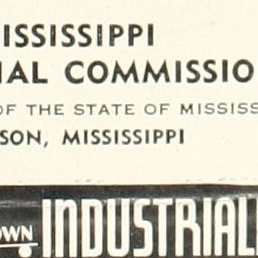 ISSISSIPPI
IAL COMMISSIO
OF THE STATE OF MISSISS
SON, MISSISSIPPI
OWN INDUSTRIAL